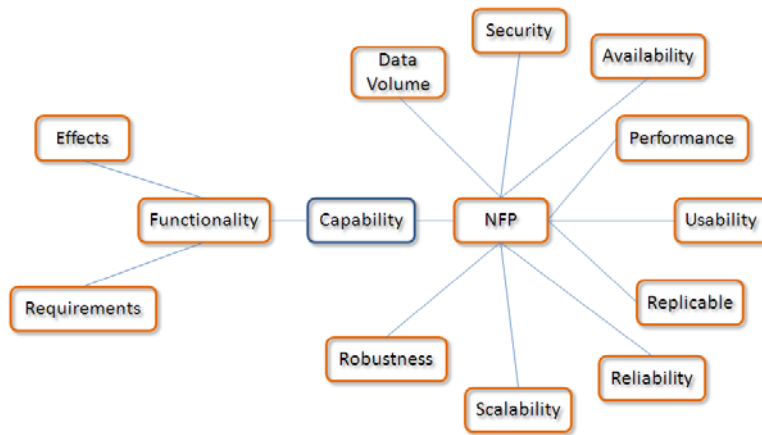 Security
Data
Volume
Availability
Effects
Performance
Functionality
Capability
NFP
Usability
Requirements
Replicable
Robustness
Reliability
Scalability